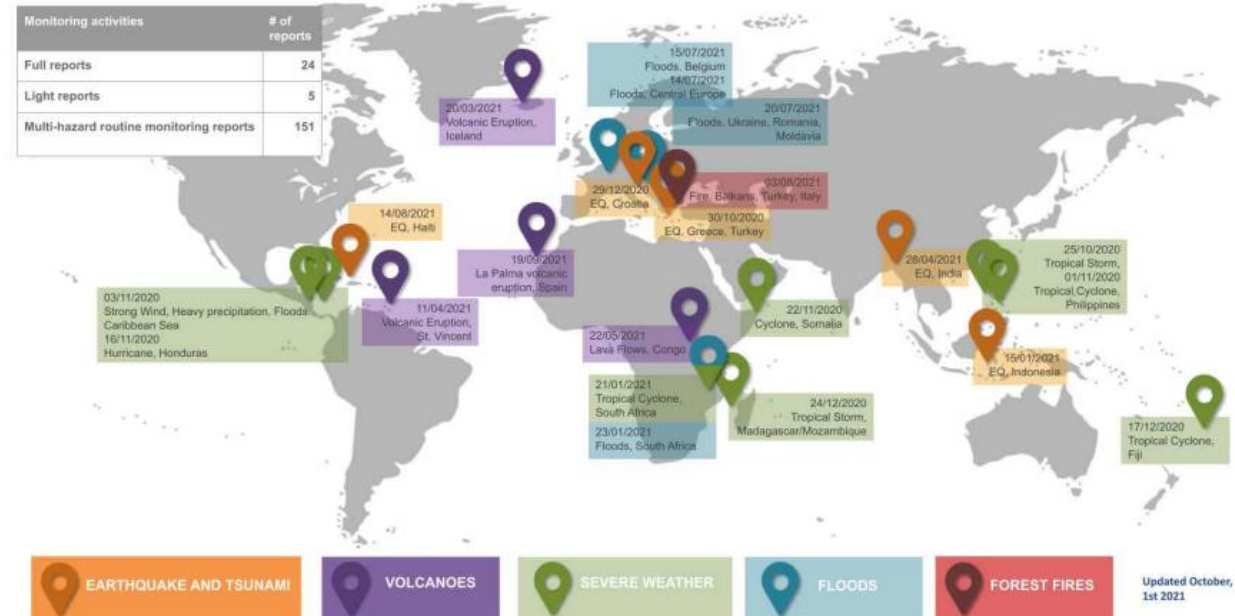 Monitoring activities # of reports
Full reports 24
Light reports 5
Multi-hazard routine monitoring reports 151
20/03/2021
Volcanic Eruption,
Iceland
15/07/2021
Floods, Belgium
14/07/2021
Floods, Central Europe
20/07/2021
Floods, Ukraine, Romania,
Moldavia
29/12/2020
EQ, Croatia
03/08/2021
Fire, Balkans, Turkey, Italy
30/10/2020
EQ, Greece, Turkey
14/08/2021
EQ, Haiti
19/09/2021
La Palma volcanic
eruption, Spain
28/04/2021
EQ, India
25/10/2020
Tropical Storm,
01/11/2020
Tropical Cyclone,
Philippines
03/11/2020
Strong Wind, Heavy precipitation, Floods
Caribbean Sea
16/11/2020
Hurricane, Honduras
11/04/2021
Volcanic Eruption,
St. Vincent
22/11/2020
Cyclone, Somalia
22/05/2021
Lava Flows, Congo
15/01/2021
EQ, Indonesia
21/01/2021
Tropical Cyclone,
South Africa
23/01/2021
Floods, South Africa
24/12/2020
Tropical Storm,
Madagascar/Mozambique
17/12/2020
Tropical Cyclone,
Fiji
EARTHQUAKE AND TSUNAMI
VOLCANOES
SEVERE WEATHER
FLOODS
FOREST FIRES
Updated October,
1st 2021